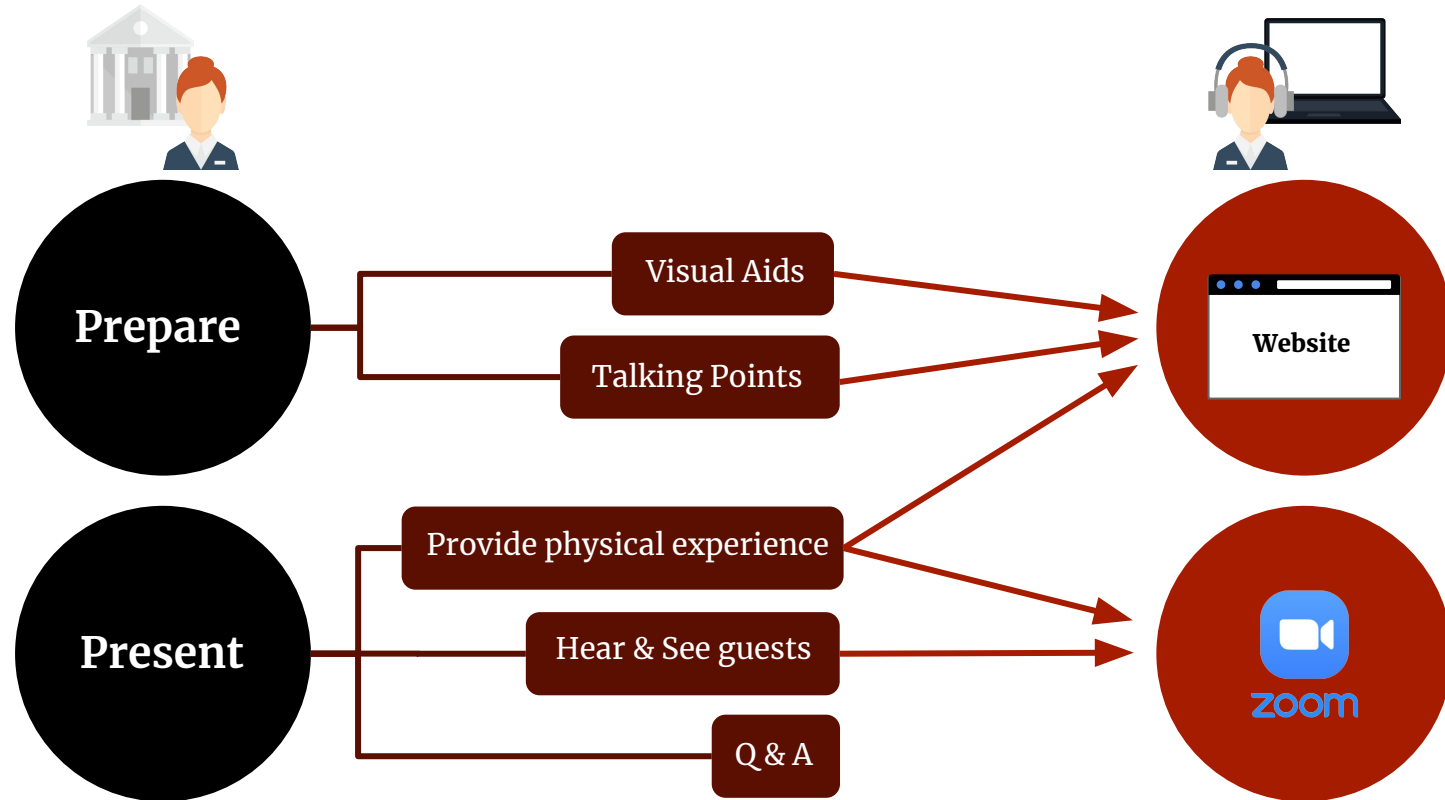 Prepare
Visual Aids
Talking Points
Website
Present
Provide physical experience
Hear & See guests
Q & A
zoom